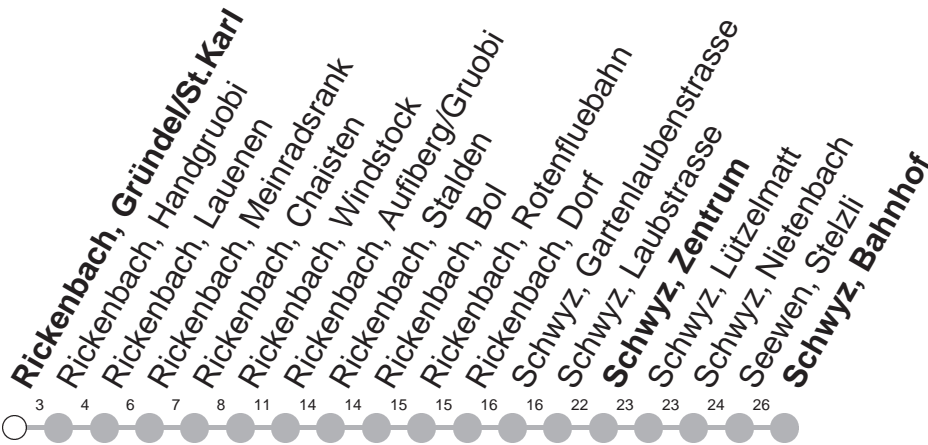 Rickenbach, Gründel/St.Karl
Rickenbach, Handgruobi
Rickenbach, Lauenen
Rickenbach, Meinradsrank
Rickenbach, Chaisten
Rickenbach, Windstock
Rickenbach, Aufiberg/Gruobi
Rickenbach, Stalden
Rickenbach, Bol
Rickenbach, Rotenfluebahn
Rickenbach, Dorf
Schwyz, Gartenlaubenstrasse
Schwyz, Laubstrasse
Schwyz, Zentrum
Schwyz, Lützelmatt
Schwyz, Nietenbach
Seewen, Stelzli
Schwyz, Bahnhof
3 4 6 7 8 11 14 14 15 15 16 16 22 23 23 24 26